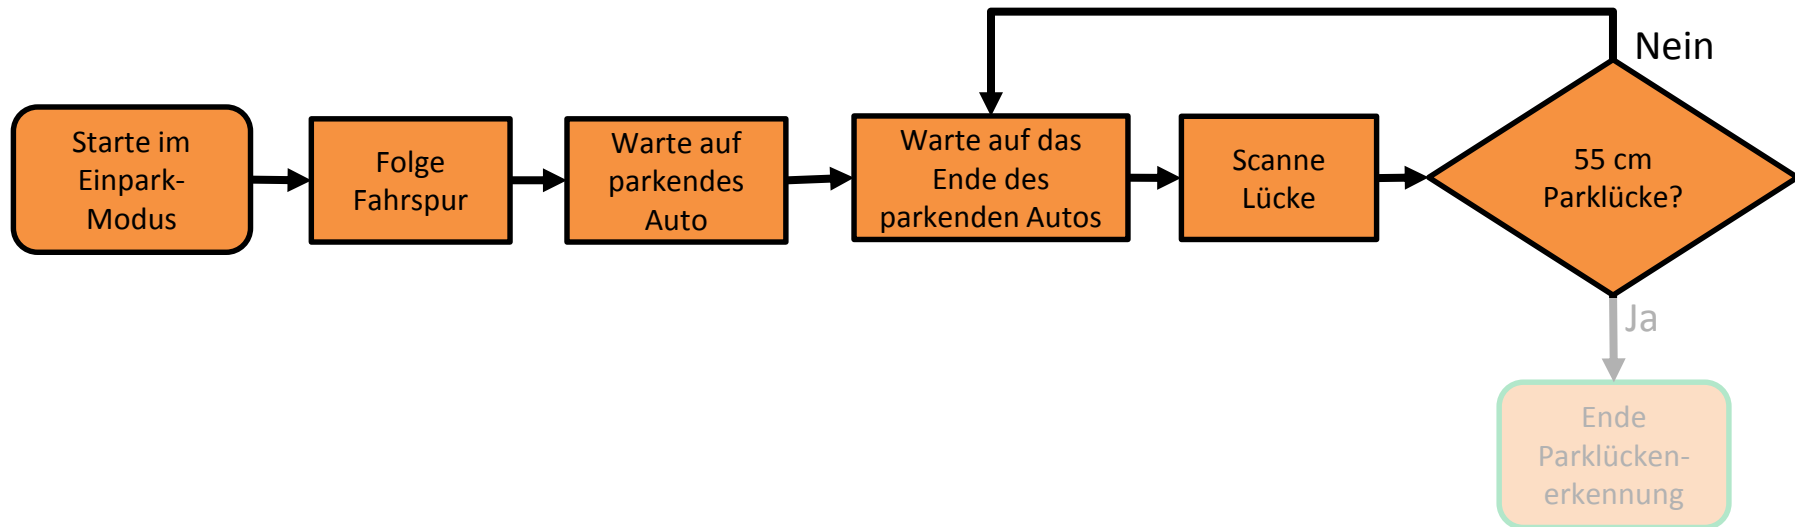 Starte im
Einpark-
Modus
Folge
Fahrspur
Warte auf
parkendes
Auto
Warte auf das
Ende des
parkenden Autos
Scanne
Lücke
55 cm
Parklücke?
Nein
Ja
Ende
Parklücken-
erkennung